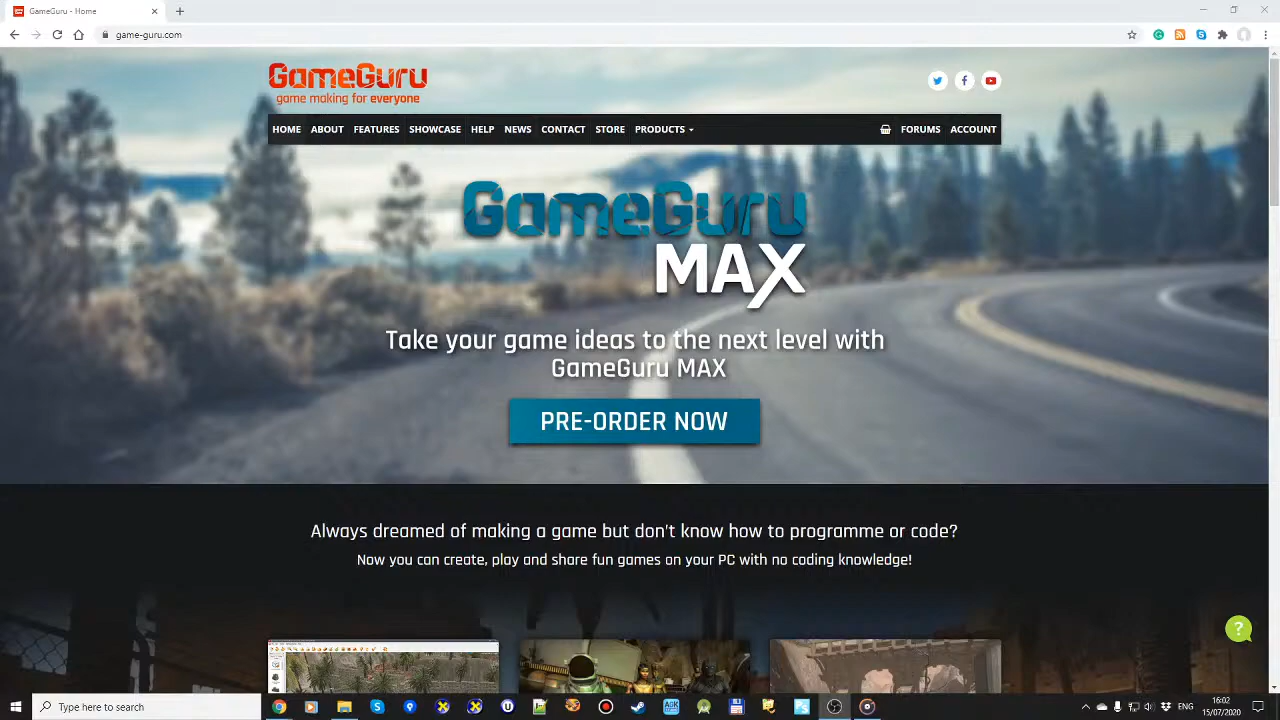 GameGuru - Home
game-guru.com
GameGuru
game making for everyone
HOME ABOUT FEATURES SHOWCASE HELP NEWS CONTACT STORE PRODUCTS FORUMS ACCOUNT
GameGuru
MAX
Take your game ideas to the next level with
GameGuru MAX
PRE-ORDER NOW
Always dreamed of making a game but don't know how to programme or code?
Now you can create, play and share fun games on your PC with no coding knowledge!
?
Type here to search
ENG
16:02
15/07/2020